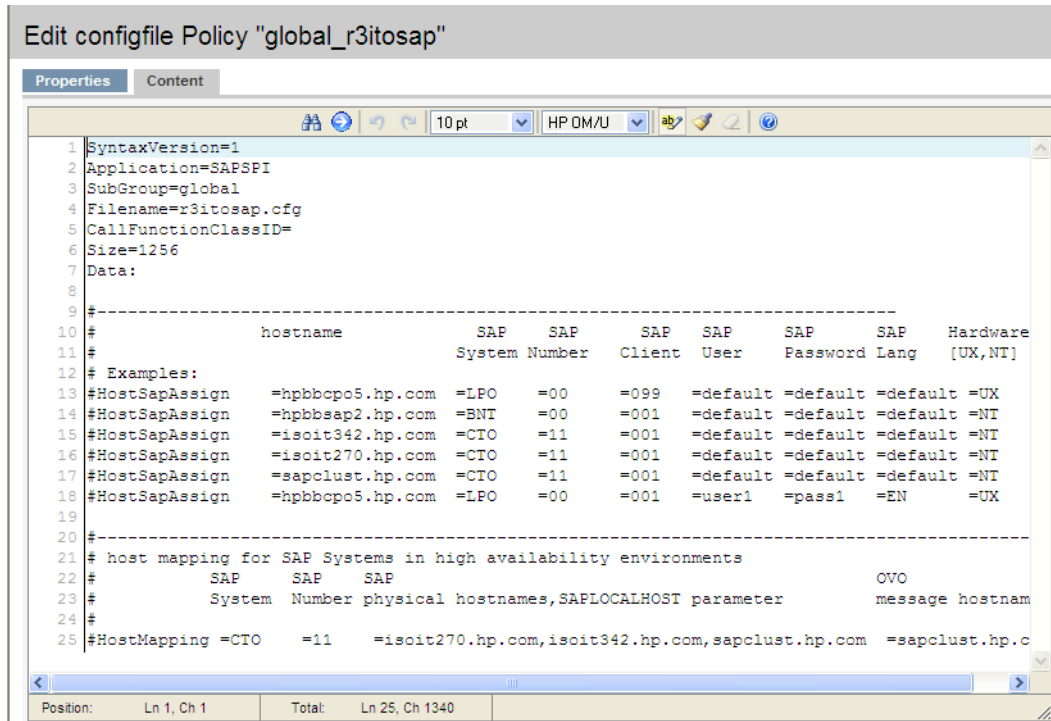 Edit configfile Policy "global_r3itosap"
Properties Content
10 pt HP OM/U
1 SyntaxVersion=1
2 Application=SAPSPI
3 SubGroup=global
4 Filename=r3itosap.cfg
5 CallFunctionClassID=
6 Size=1256
7 Data:
8
9 #------------------------------------------------------------------------------
10 # hostname SAP SAP SAP SAP SAP SAP Hardware
11 # System Number Client User Password Lang [UX,NT]
12 # Examples:
13 #HostSapAssign =hpbbcpo5.hp.com =LPO =00 =099 =default =default =default =UX
14 #HostSapAssign =hpbbsap2.hp.com =BNT =00 =001 =default =default =default =NT
15 #HostSapAssign =isoit342.hp.com =CTO =11 =001 =default =default =default =NT
16 #HostSapAssign =isoit270.hp.com =CTO =11 =001 =default =default =default =NT
17 #HostSapAssign =sapclust.hp.com =CTO =11 =001 =default =default =default =NT
18 #HostSapAssign =hpbbcpo5.hp.com =LPO =00 =001 =user1 =pass1 =EN =UX
19
20 #-------------------------------------------------------------------------------------------
21 # host mapping for SAP Systems in high availability environments
22 # SAP SAP SAP OVO
23 # System Number physical hostnames,SAPLOCALHOST parameter message hostnam
24 #
25 #HostMapping =CTO =11 =isoit270.hp.com,isoit342.hp.com,sapclust.hp.com =sapclust.hp.c
Position: Ln 1, Ch 1 Total: Ln 25, Ch 1340